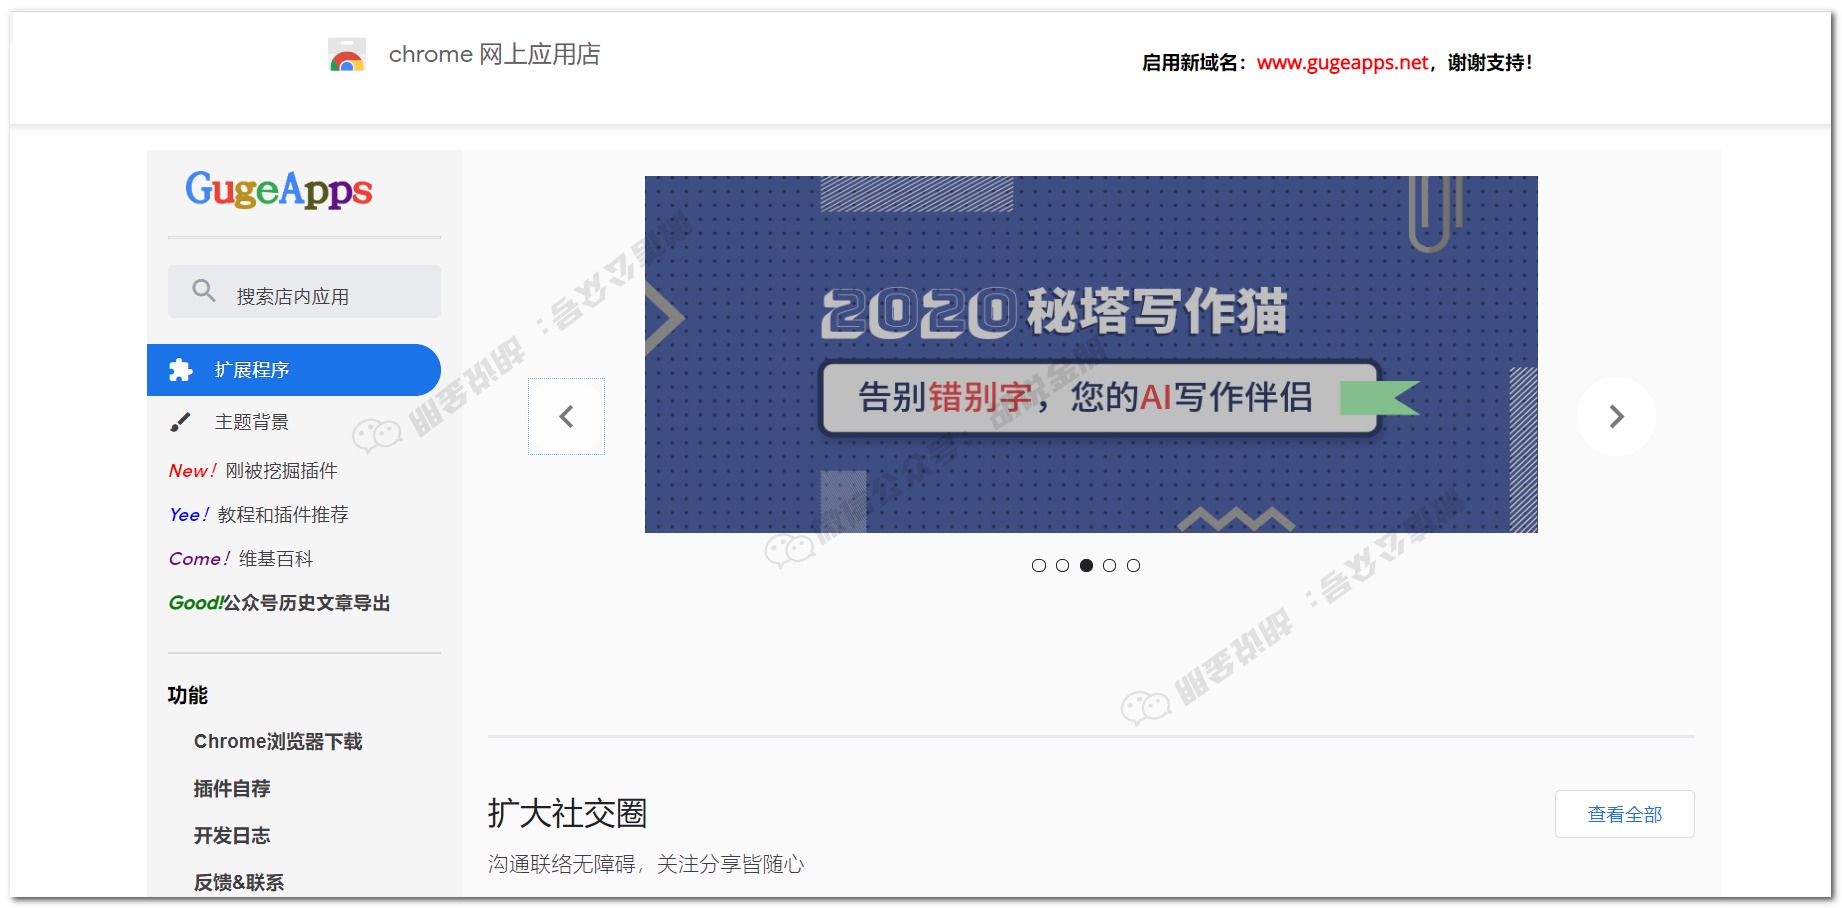 chrome 网上应用店
启用新域名：www.gugeapps.net，谢谢支持！
GugeApps
搜索店内应用
扩展程序
主题背景
New! 刚被挖掘插件
Yee! 教程和插件推荐
Come! 维基百科
Good!公众号历史文章导出
功能
Chrome浏览器下载
插件自荐
开发日志
反馈&联系
2020秘塔写作猫
告别错别字，您的AI写作伴侣
扩大社交圈
查看全部
沟通联络无障碍，关注分享皆随心